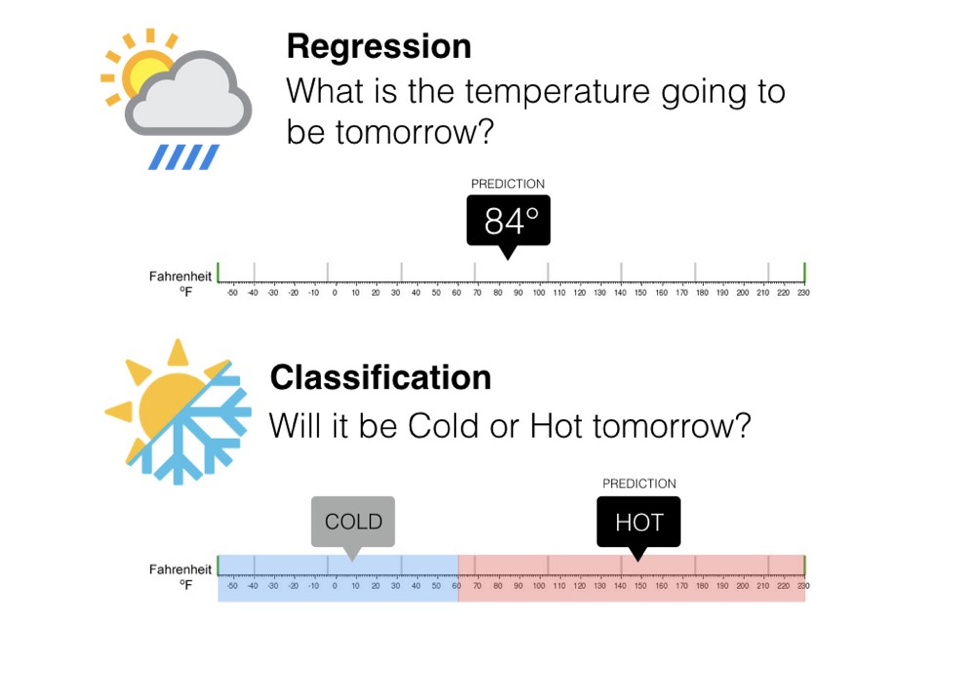 Regression
What is the temperature going to
be tomorrow?
PREDICTION
84°
Fahrenheit
°F
-50 -40 -30 -20 -10 0 10 20 30 40 50 60 70 80 90 100 110 120 130 140 150 160 170 180 190 200 210 220 230
Classification
Will it be Cold or Hot tomorrow?
PREDICTION
COLD HOT
Fahrenheit
°F
-50 -40 -30 -20 -10 0 10 20 30 40 50 60 70 80 90 100 110 120 130 140 150 160 170 180 190 200 210 220 230